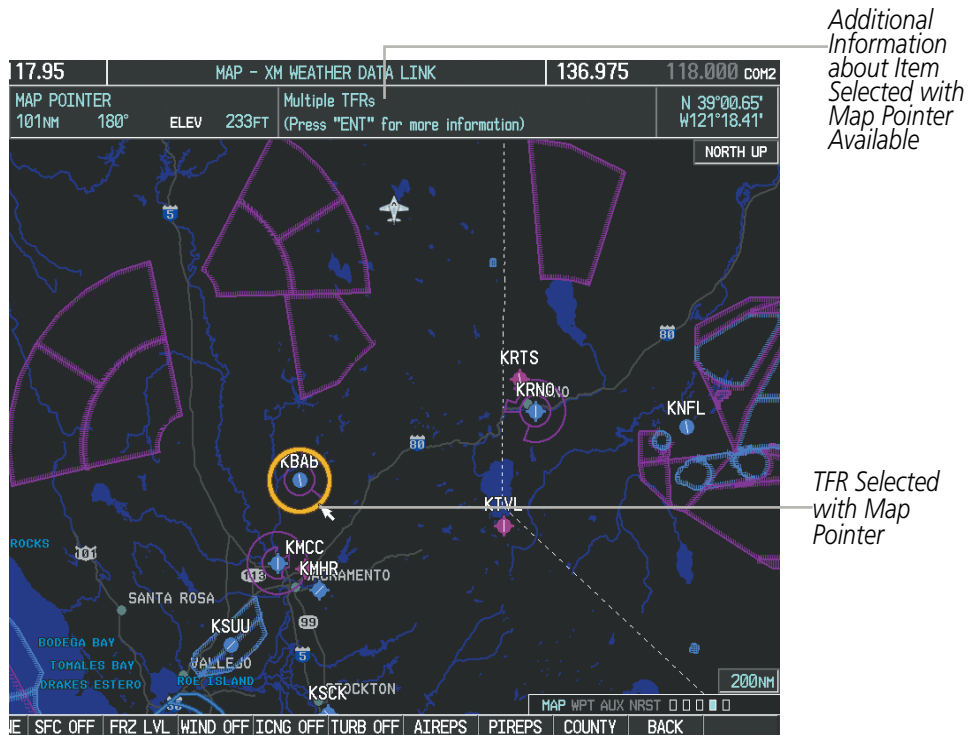 Additional
Information
about Item
Selected with
Map Pointer
Available
117.95 MAP – XM WEATHER DATA LINK 136.975 118.000 COM2
MAP POINTER
101NM 180° ELEV 233FT
Multiple TFRs
(Press "ENT" for more information)
N 39°00.65'
W121°18.41'
NORTH UP
5
80
KRTS
KRNO
KNFL
80
KBAB
TFR Selected
with Map
Pointer
KTVL
ROCKS
101
KMCC
KMHR
113
SACRAMENTO
SANTA ROSA
99
KSUU
BODEGA BAY
5
TOMALES BAY
VALLEJO
DRAKES ESTERO
ROE ISLAND
200NM
KSCK
STOCKTON
MAP WPT AUX NRST
SFC OFF FRZ LVL WIND OFF ICNG OFF TURB OFF AIREPS PIREPS COUNTY BACK